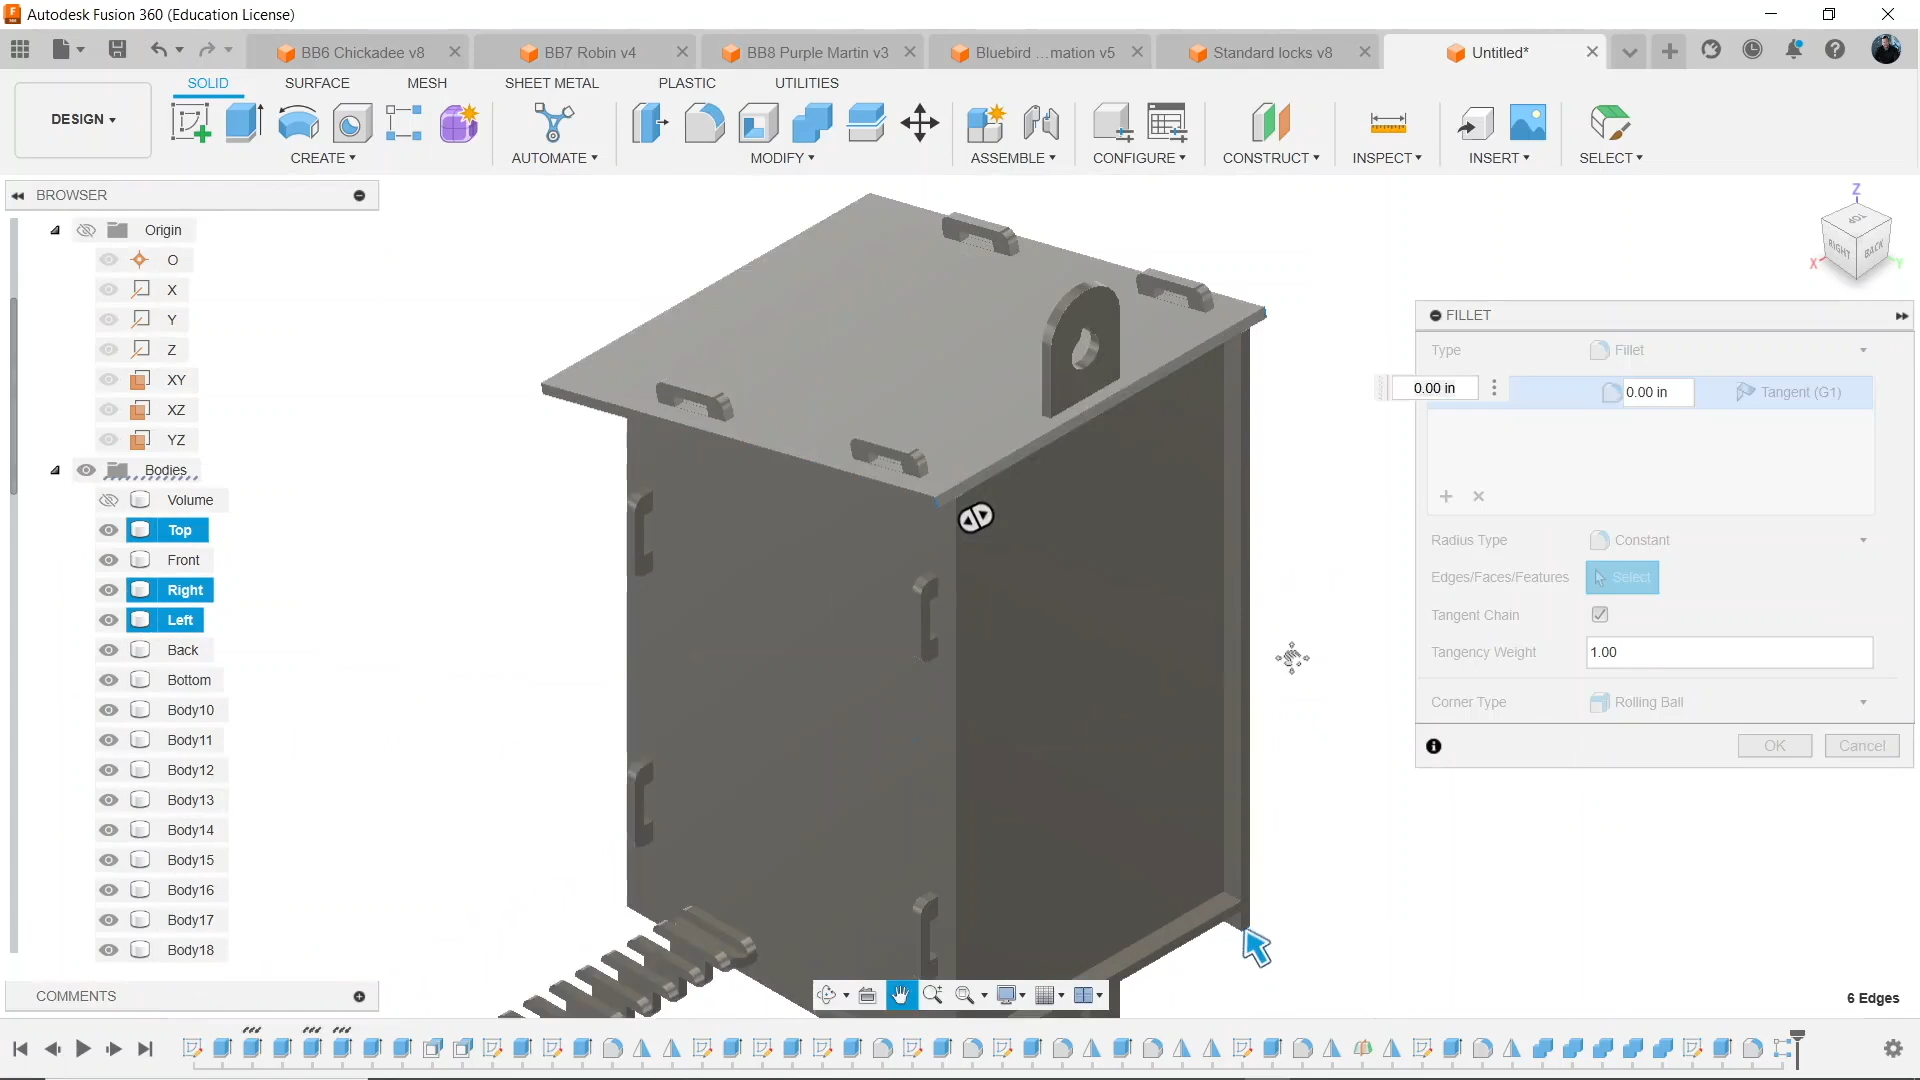 Autodesk Fusion 360 (Education License)
BB6 Chickadee v8
BB7 Robin v4
BB8 Purple Martin v3
Bluebird ...mation v5
Standard locks v8
Untitled*
SOLID
SURFACE
MESH
SHEET METAL
PLASTIC
UTILITIES
DESIGN
CREATE
AUTOMATE
MODIFY
ASSEMBLE
CONFIGURE
CONSTRUCT
INSPECT
INSERT
SELECT
BROWSER
Origin
O
X
Y
Z
XY
XZ
YZ
Bodies
Volume
Top
Front
Right
Left
Back
Bottom
Body10
Body11
Body12
Body13
Body14
Body15
Body16
Body17
Body18
COMMENTS
Z
TOP
RIGHT
BACK
X
Y
FILLET
Type
Fillet
0.00 in
0.00 in
Tangent (G1)
Radius Type
Constant
Edges/Faces/Features
Select
Tangent Chain
Tangency Weight
1.00
Corner Type
Rolling Ball
OK
Cancel
6 Edges